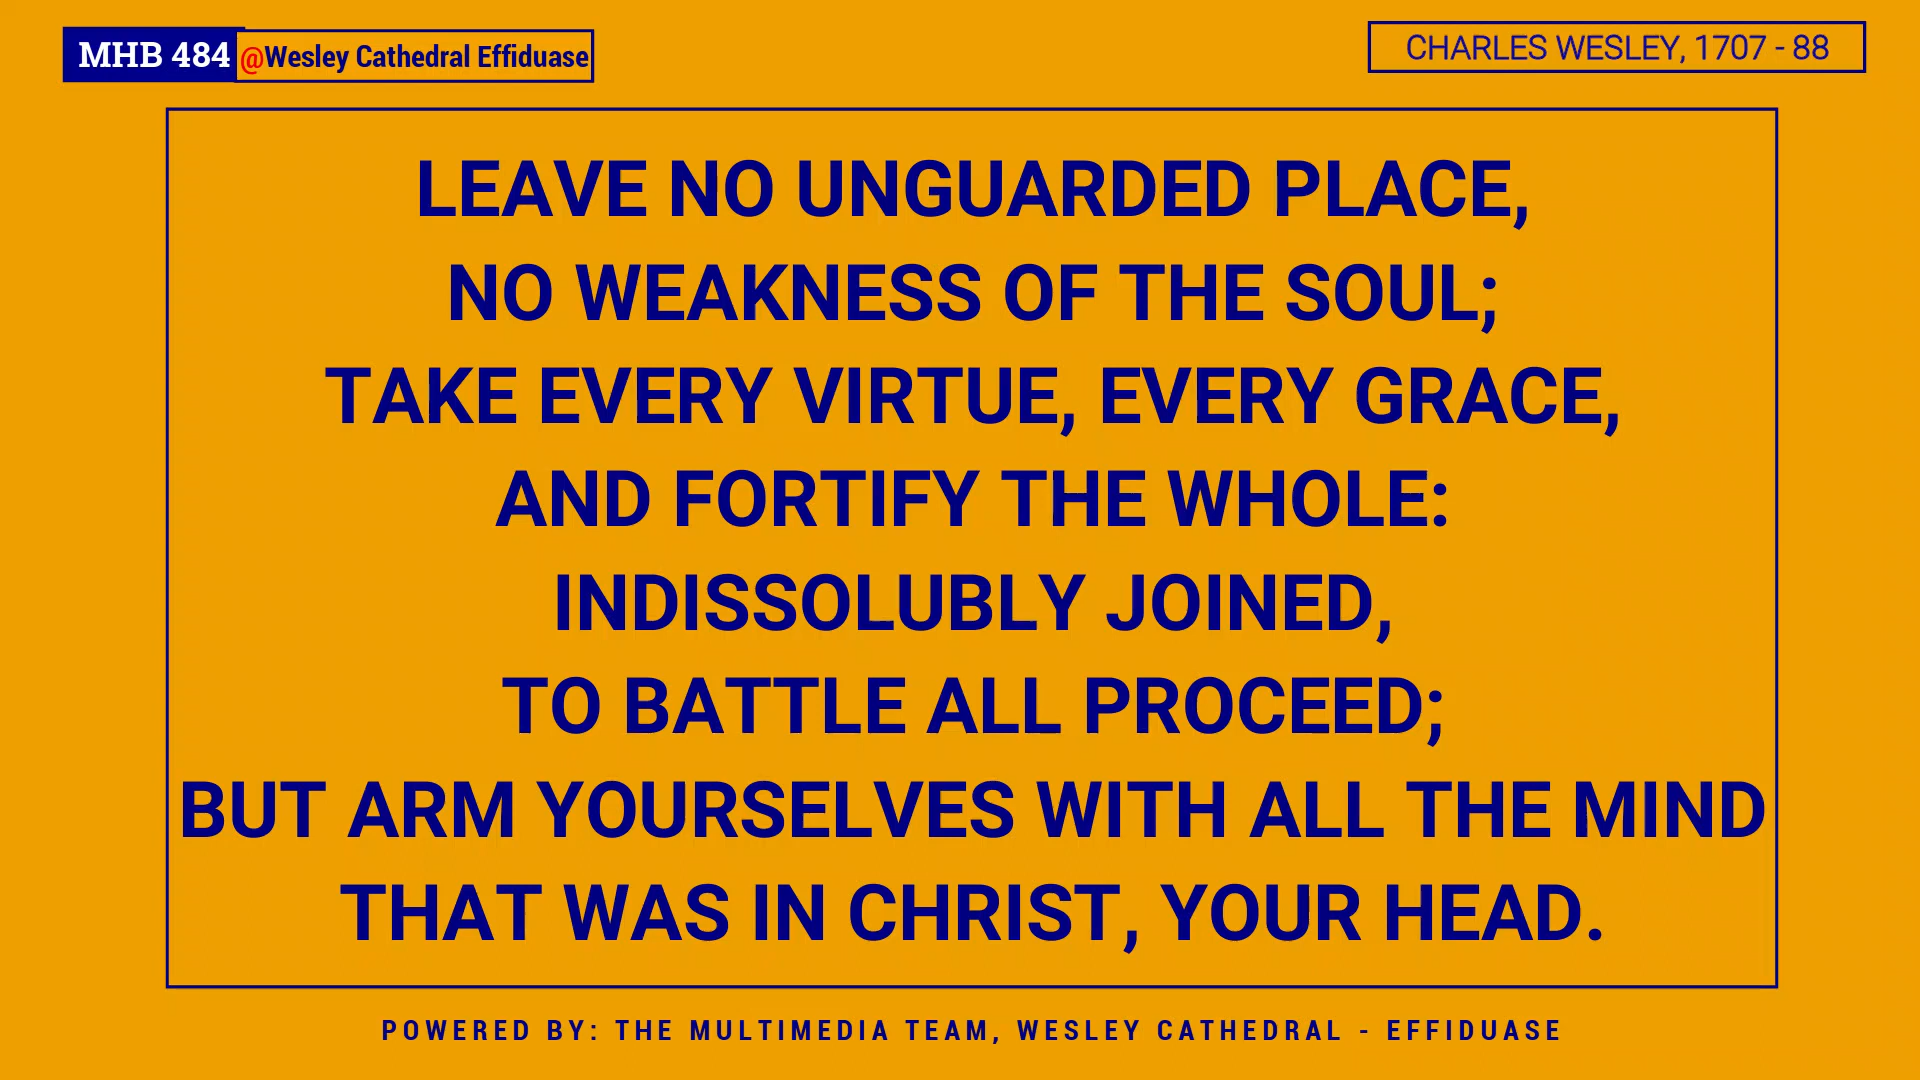 MHB 484 @Wesley Cathedral Effiduase
CHARLES WESLEY, 1707 - 88
LEAVE NO UNGUARDED PLACE,
NO WEAKNESS OF THE SOUL;
TAKE EVERY VIRTUE, EVERY GRACE,
AND FORTIFY THE WHOLE:
INDISSOLUBLY JOINED,
TO BATTLE ALL PROCEED;
BUT ARM YOURSELVES WITH ALL THE MIND
THAT WAS IN CHRIST, YOUR HEAD.
POWERED BY: THE MULTIMEDIA TEAM, WESLEY CATHEDRAL - EFFIDUASE